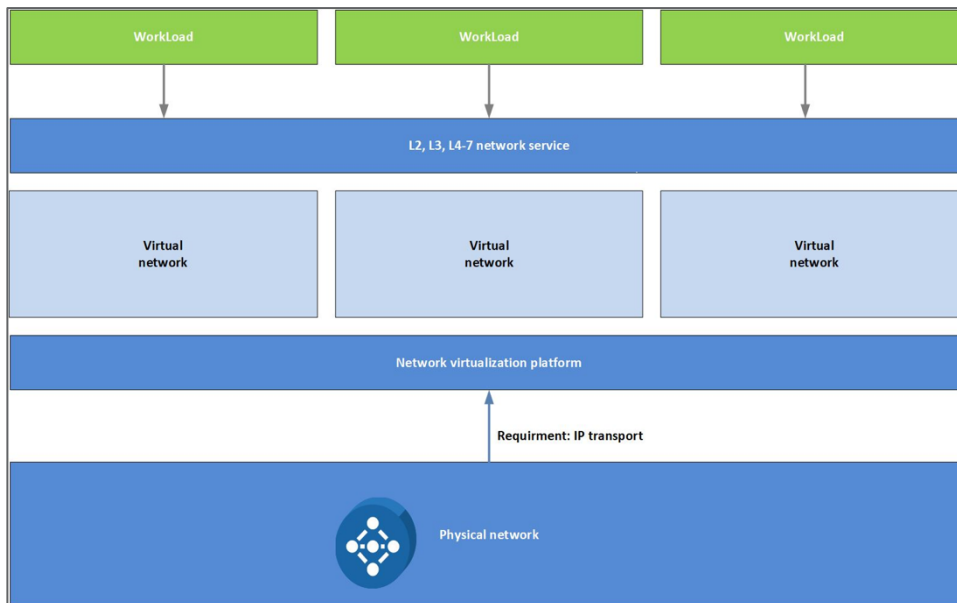 WorkLoad
WorkLoad
WorkLoad
L2, L3, L4-7 network service
Virtual
network
Virtual
network
Virtual
network
Network virtualization platform
Requirment: IP transport
Physical network